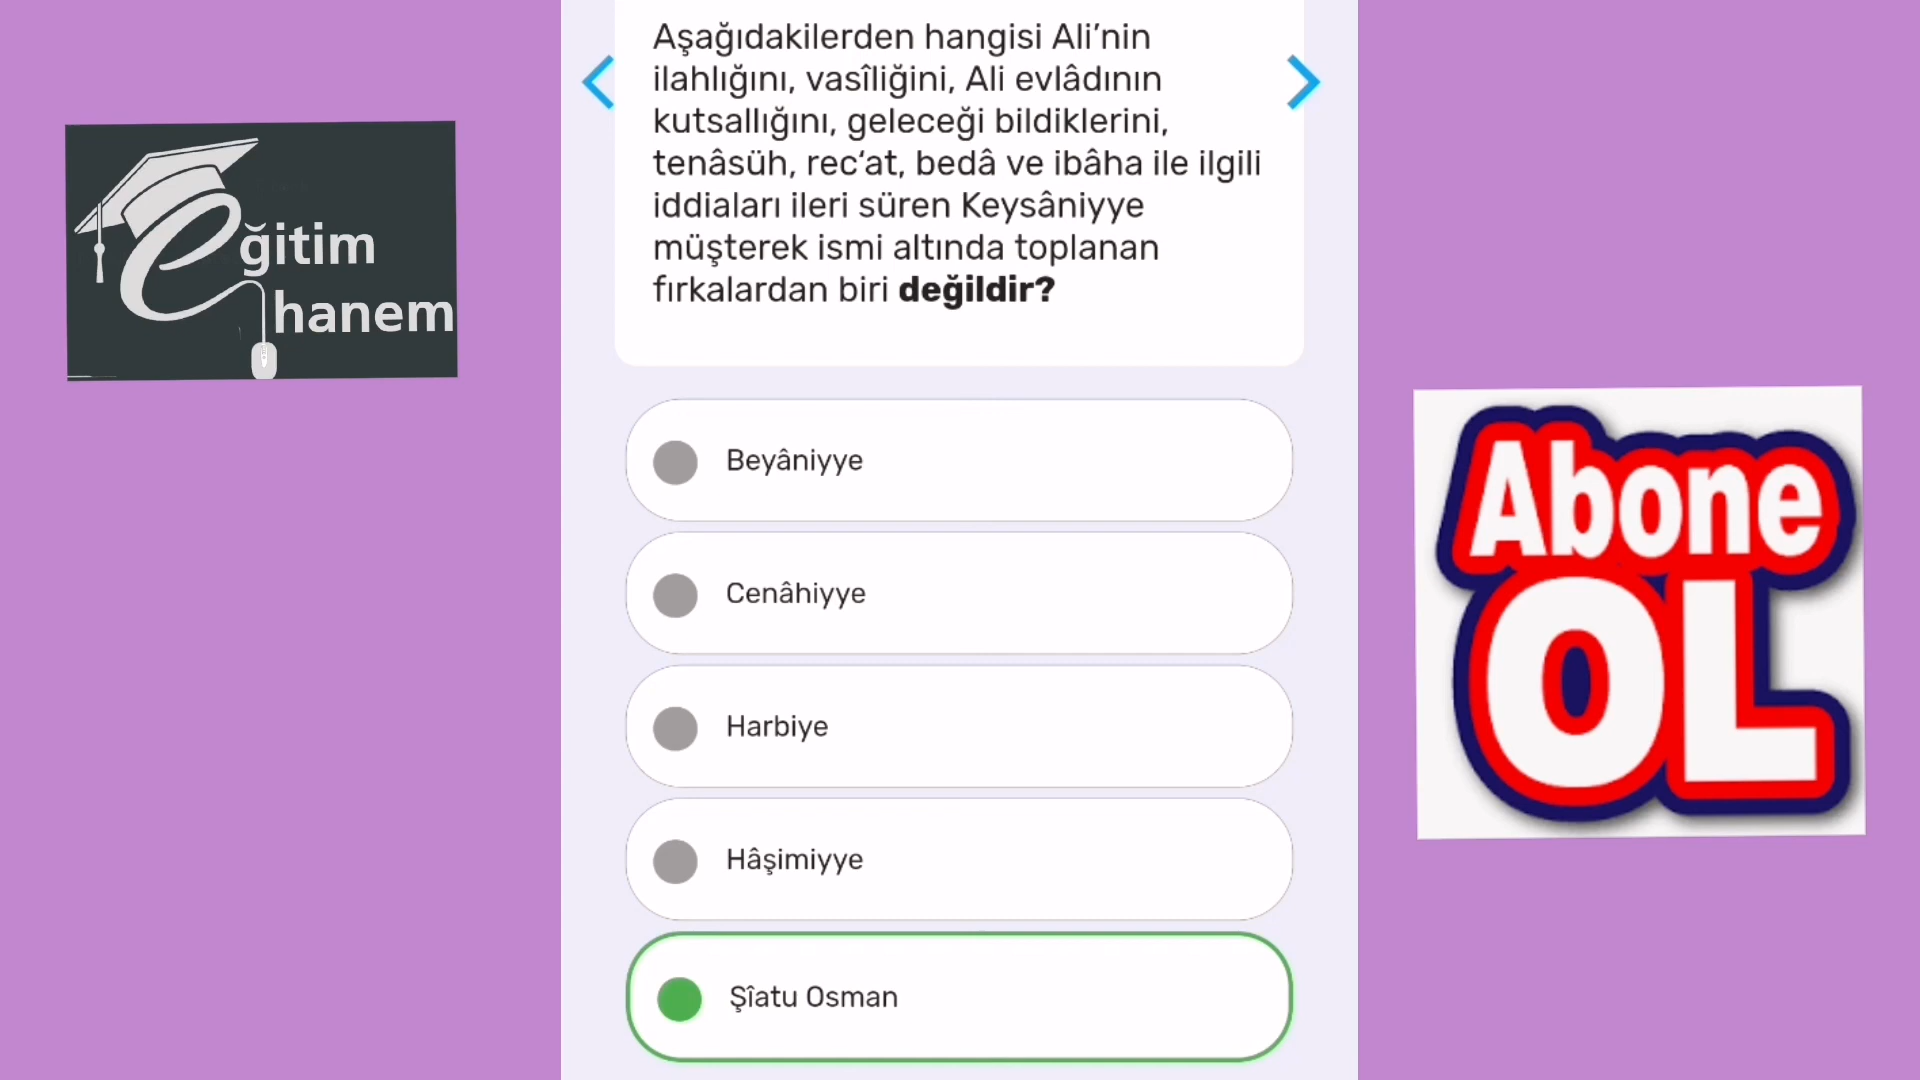 Aşağıdakilerden hangisi Ali’nin
ilahlığını, vasîliğini, Ali evlâdının
kutsallığını, geleceği bildiklerini,
tenâsüh, rec‘at, bedâ ve ibâha ile ilgili
iddiaları ileri süren Keysâniyye
müşterek ismi altında toplanan
fırkalardan biri değildir?
Beyâniyye
Cenâhiyye
Harbiye
Hâşimiyye
Şîatu Osman
eğitim
hanem
Abone
OL